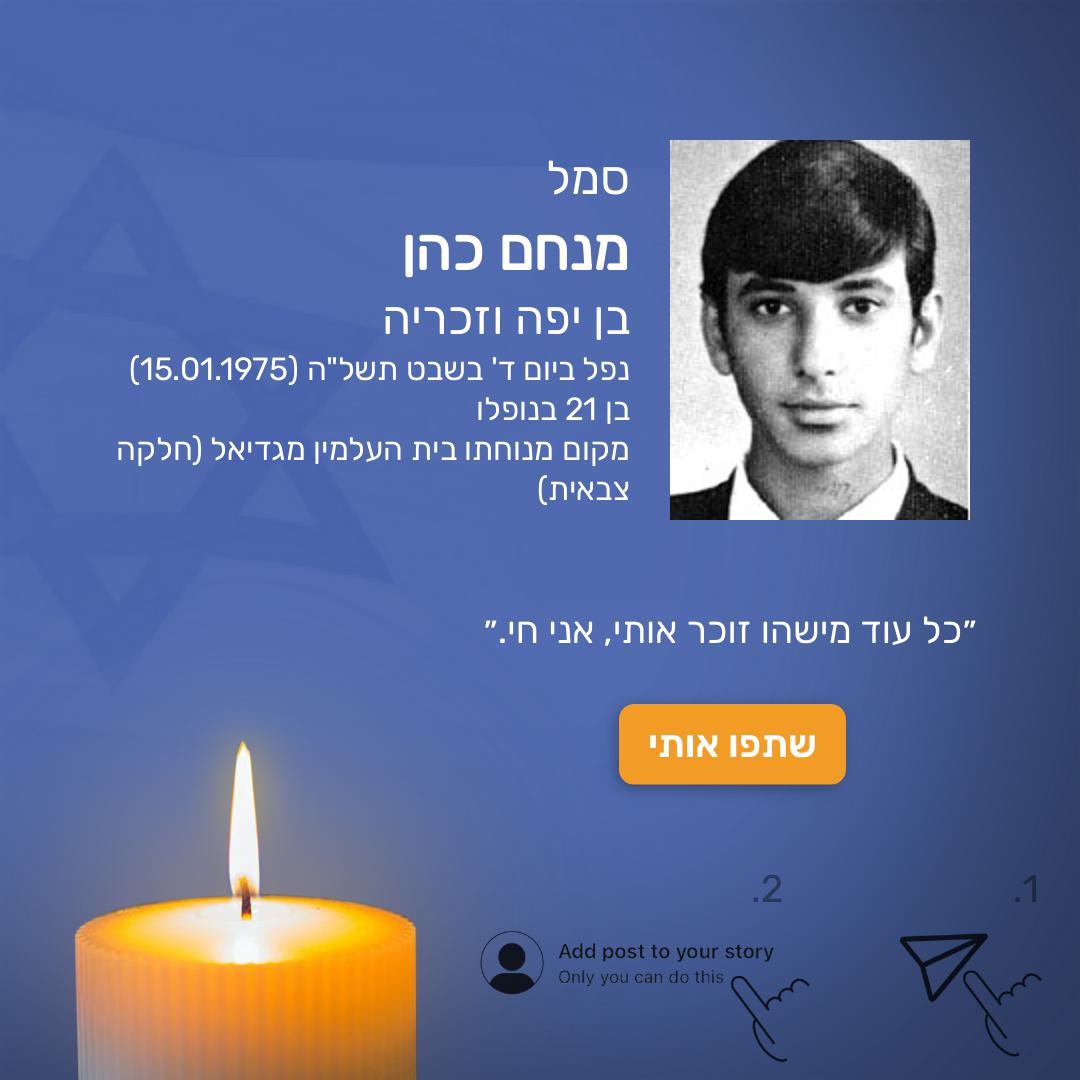 סמל
מנחם כהן
בן יפה וזכריה
נפל ביום ד' בשבט תשל"ה (15.01.1975)
בן 21 בנופלו
מקום מנוחתו בית העלמין מגדיאל (חלקה
צבאית)
״כל עוד מישהו זוכר אותי, אני חי.״
שתפו אותי
.1
.2
Add post to your story
Only you can do this